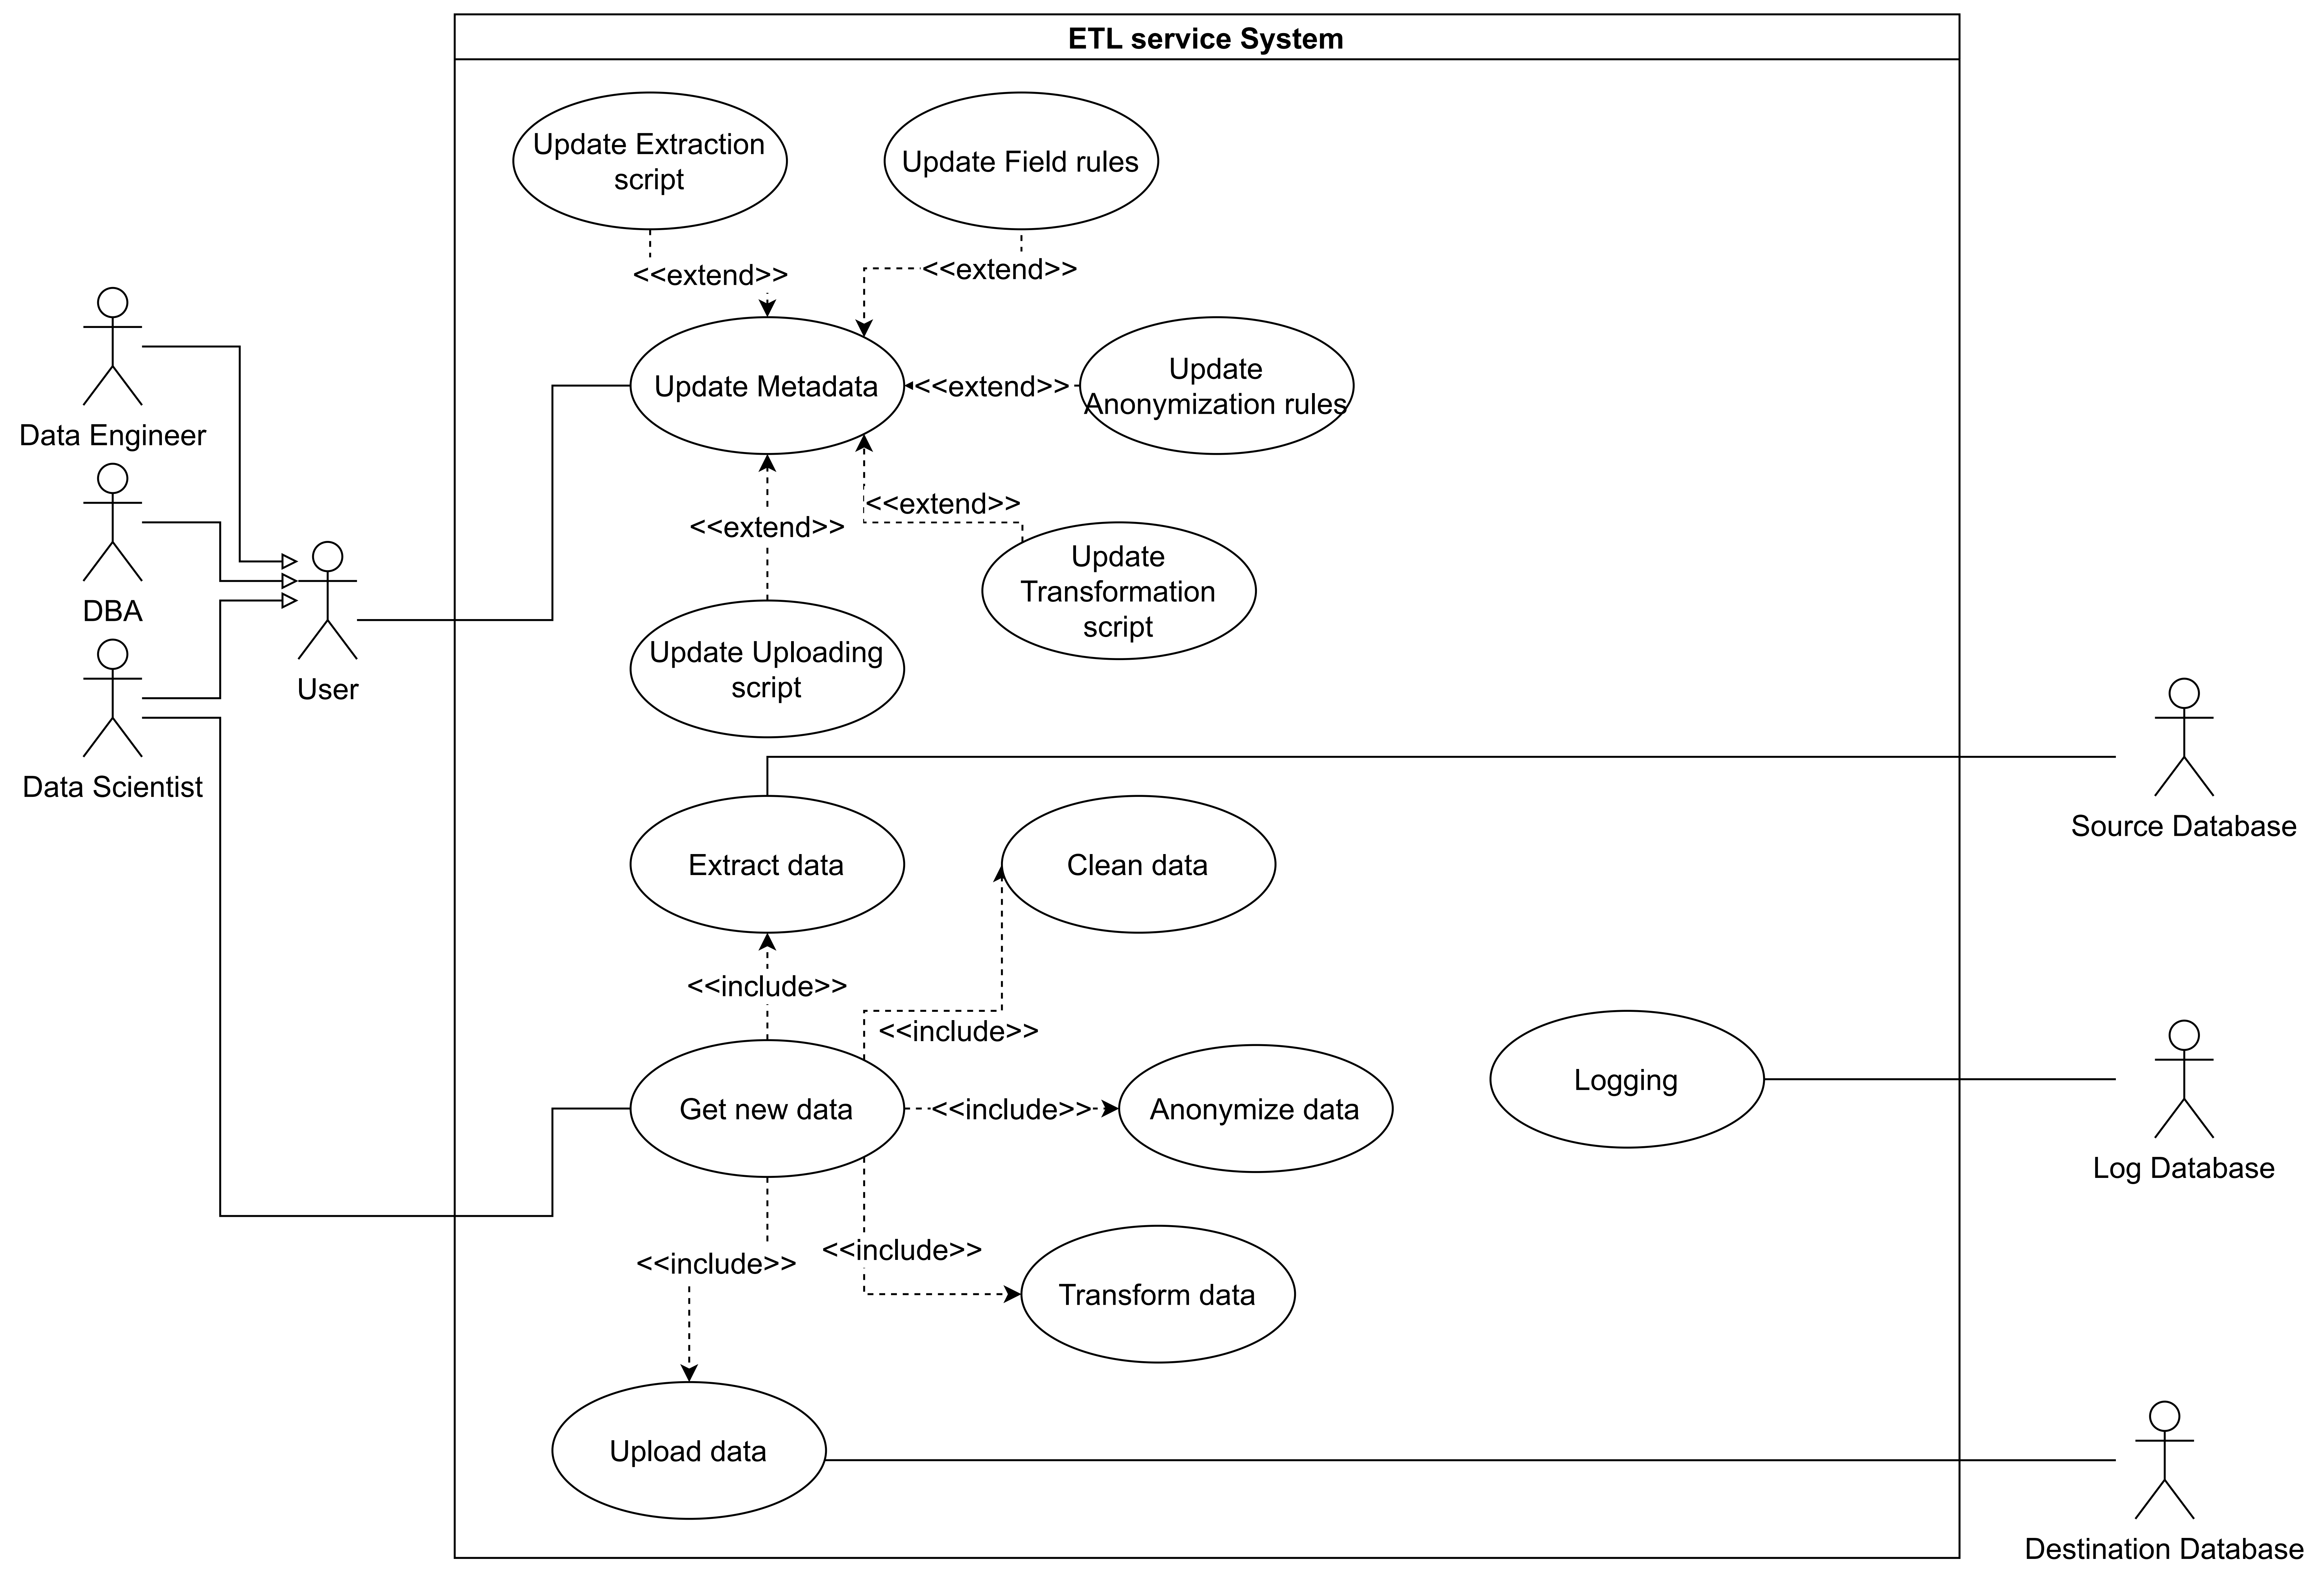 ETL service System
Update Extraction
script
Update Field rules
<<extend>>
<<extend>>
Update Metadata
<<extend>>
Update
Anonymization rules
Data Engineer
<<extend>>
<<extend>>
Update
Transformation
script
DBA
Update Uploading
script
User
Data Scientist
Source Database
Extract data
Clean data
<<include>>
<<include>>
Get new data
<<include>>
Anonymize data
Logging
Log Database
<<include>>
<<include>>
Transform data
Upload data
Destination Database